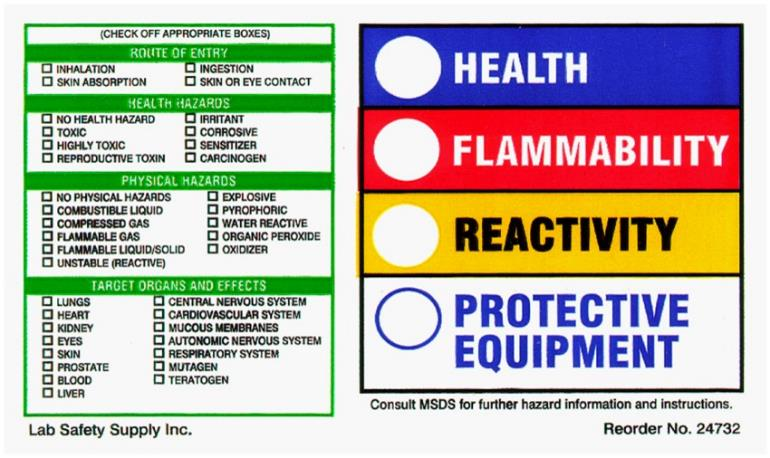 (CHECK OFF APPROPRIATE BOXES)
ROUTE OF ENTRY
INHALATION INGESTION
SKIN ABSORPTION SKIN OR EYE CONTACT
HEALTH HAZARDS
NO HEALTH HAZARD IRRITANT
TOXIC CORROSIVE
HIGHLY TOXIC SENSITIZER
REPRODUCTIVE TOXIN CARCINOGEN
PHYSICAL HAZARDS
NO PHYSICAL HAZARDS EXPLOSIVE
COMBUSTIBLE LIQUID PYROPHORIC
COMPRESSED GAS WATER REACTIVE
FLAMMABLE GAS ORGANIC PEROXIDE
FLAMMABLE LIQUID/SOLID OXIDIZER
UNSTABLE (REACTIVE)
TARGET ORGANS AND EFFECTS
LUNGS CENTRAL NERVOUS SYSTEM
HEART CARDIOVASCULAR SYSTEM
KIDNEY MUCOUS MEMBRANES
EYES AUTONOMIC NERVOUS SYSTEM
SKIN RESPIRATORY SYSTEM
PROSTATE MUTAGEN
BLOOD TERATOGEN
LIVER
Lab Safety Supply Inc.
HEALTH
FLAMMABILITY
REACTIVITY
PROTECTIVE
EQUIPMENT
Consult MSDS for further hazard information and instructions.
Reorder No. 24732